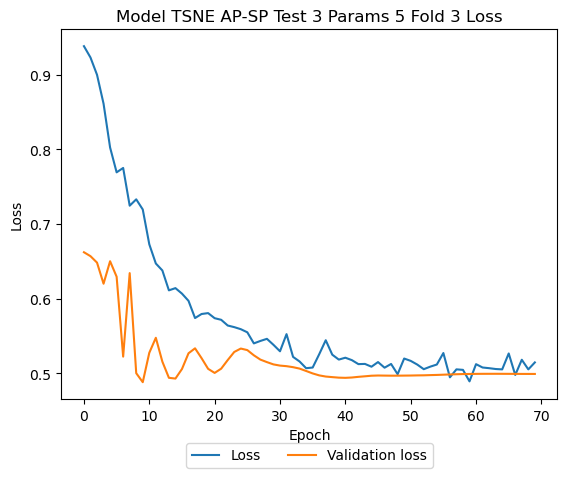 Model TSNE AP-SP Test 3 Params 5 Fold 3 Loss
Loss
0.9
0.8
0.7
0.6
0.5
0 10 20 30 40 50 60 70
Epoch
Loss Validation loss